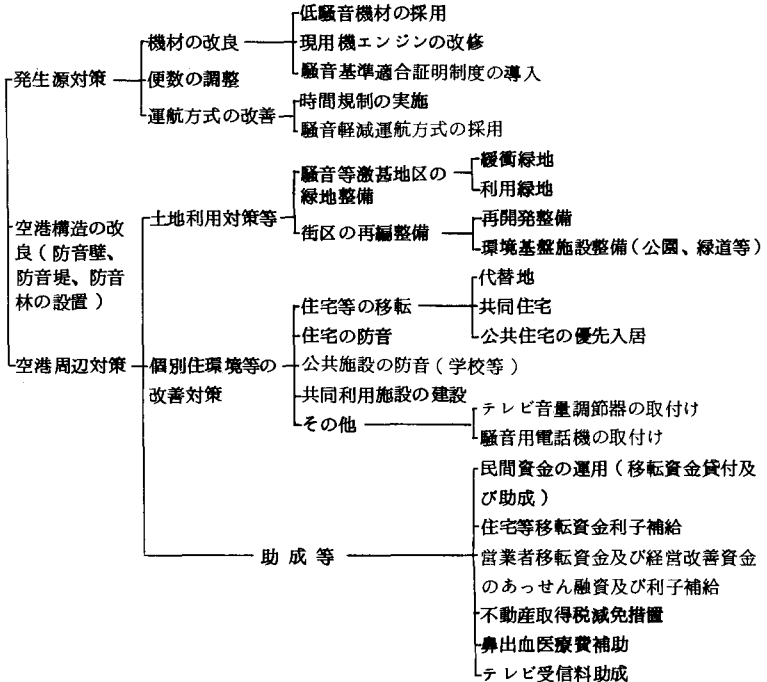 低騒音機材の採用
機材の改良
現用機エンジンの改修
発生源対策
便数の調整
騒音基準適合証明制度の導入
運航方式の改善
時間規制の実施
騒音軽減運航方式の採用
空港構造の改
良(防音壁、
防音堤、防音
林の設置)
土地利用対策等
騒音等激甚地区の
緑地整備
緩衝緑地
利用緑地
街区の再編整備
再開発整備
環境基盤施設整備(公園、緑道等)
空港周辺対策
個別住環境等の
改善対策
住宅等の移転
代替地
共同住宅
公共住宅の優先入居
住宅の防音
公共施設の防音(学校等)
共同利用施設の建設
その他
テレビ音量調節器の取付け
騒音用電話機の取付け
助成等
民間資金の運用(移転資金貸付及
び助成)
住宅等移転資金利子補給
営業者移転資金及び経営改善資金
のあっせん融資及び利子補給
不動産取得税減免措置
鼻出血医療費補助
テレビ受信料助成